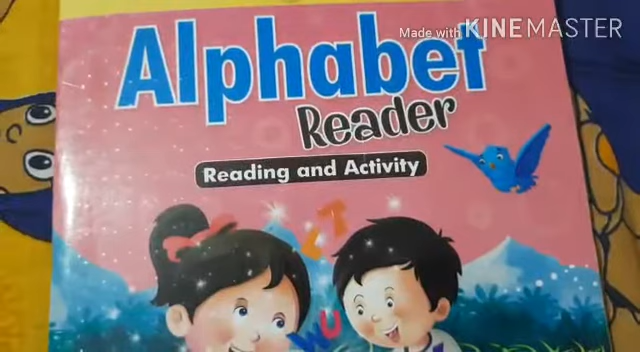 Made with KINEMASTER
Alphabet
Reader
Reading and Activity
L T
W U